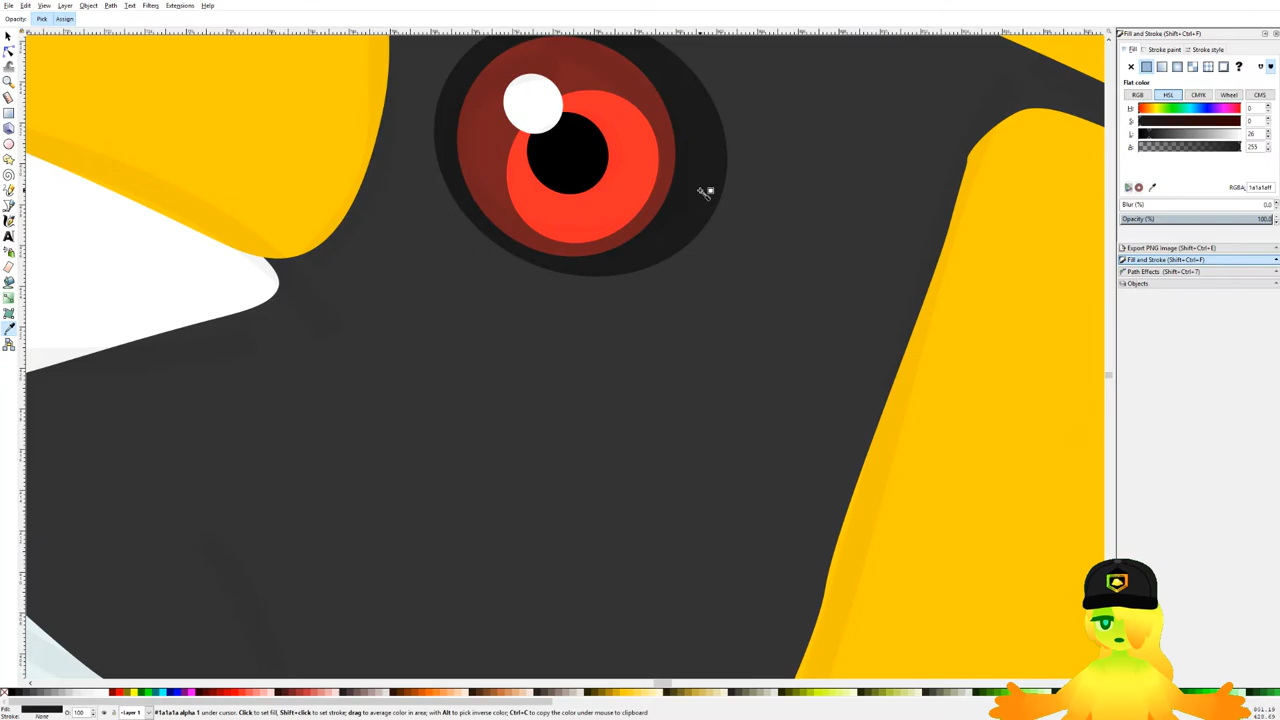 File Edit View Layer Object Path Text Filters Extensions Help
Opacity: Pick Assign
Fill and Stroke (Shift+Ctrl+F)
Fill Stroke paint Stroke style
?
Flat color
RGB HSL CMYK Wheel CMS
H: 0
S: 0
L: 26
A: 255
RGBA: 1a1a1aff
Blur (%) 0.0
Opacity (%) 100.0
Export PNG Image (Shift+Ctrl+E)
Fill and Stroke (Shift+Ctrl+F)
Path Effects (Shift+Ctrl+7)
Objects
Fill:
Stroke: None
O: 100
layer 1
#1a1a1a alpha 1 under cursor. Click to set fill, Shift+click to set stroke; drag to average color in area; with Alt to pick inverse color; Ctrl+C to copy the color under mouse to clipboard